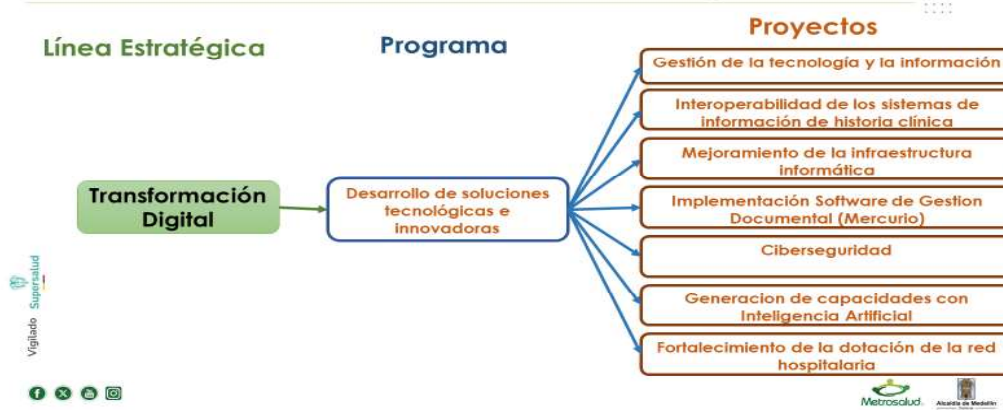 Línea Estratégica
Programa
Proyectos
Transformación
Digital
Desarrollo de soluciones
tecnológicas e
innovadoras
Gestión de la tecnología y la información
Interoperabilidad de los sistemas de
información de historia clínica
Mejoramiento de la infraestructura
informática
Implementación Software de Gestion
Documental (Mercurio)
Ciberseguridad
Generacion de capacidades con
Inteligencia Artificial
Fortalecimiento de la dotación de la red
hospitalaria
Vigilado Supersalud
Metrosalud
Alcaldía de Medellín